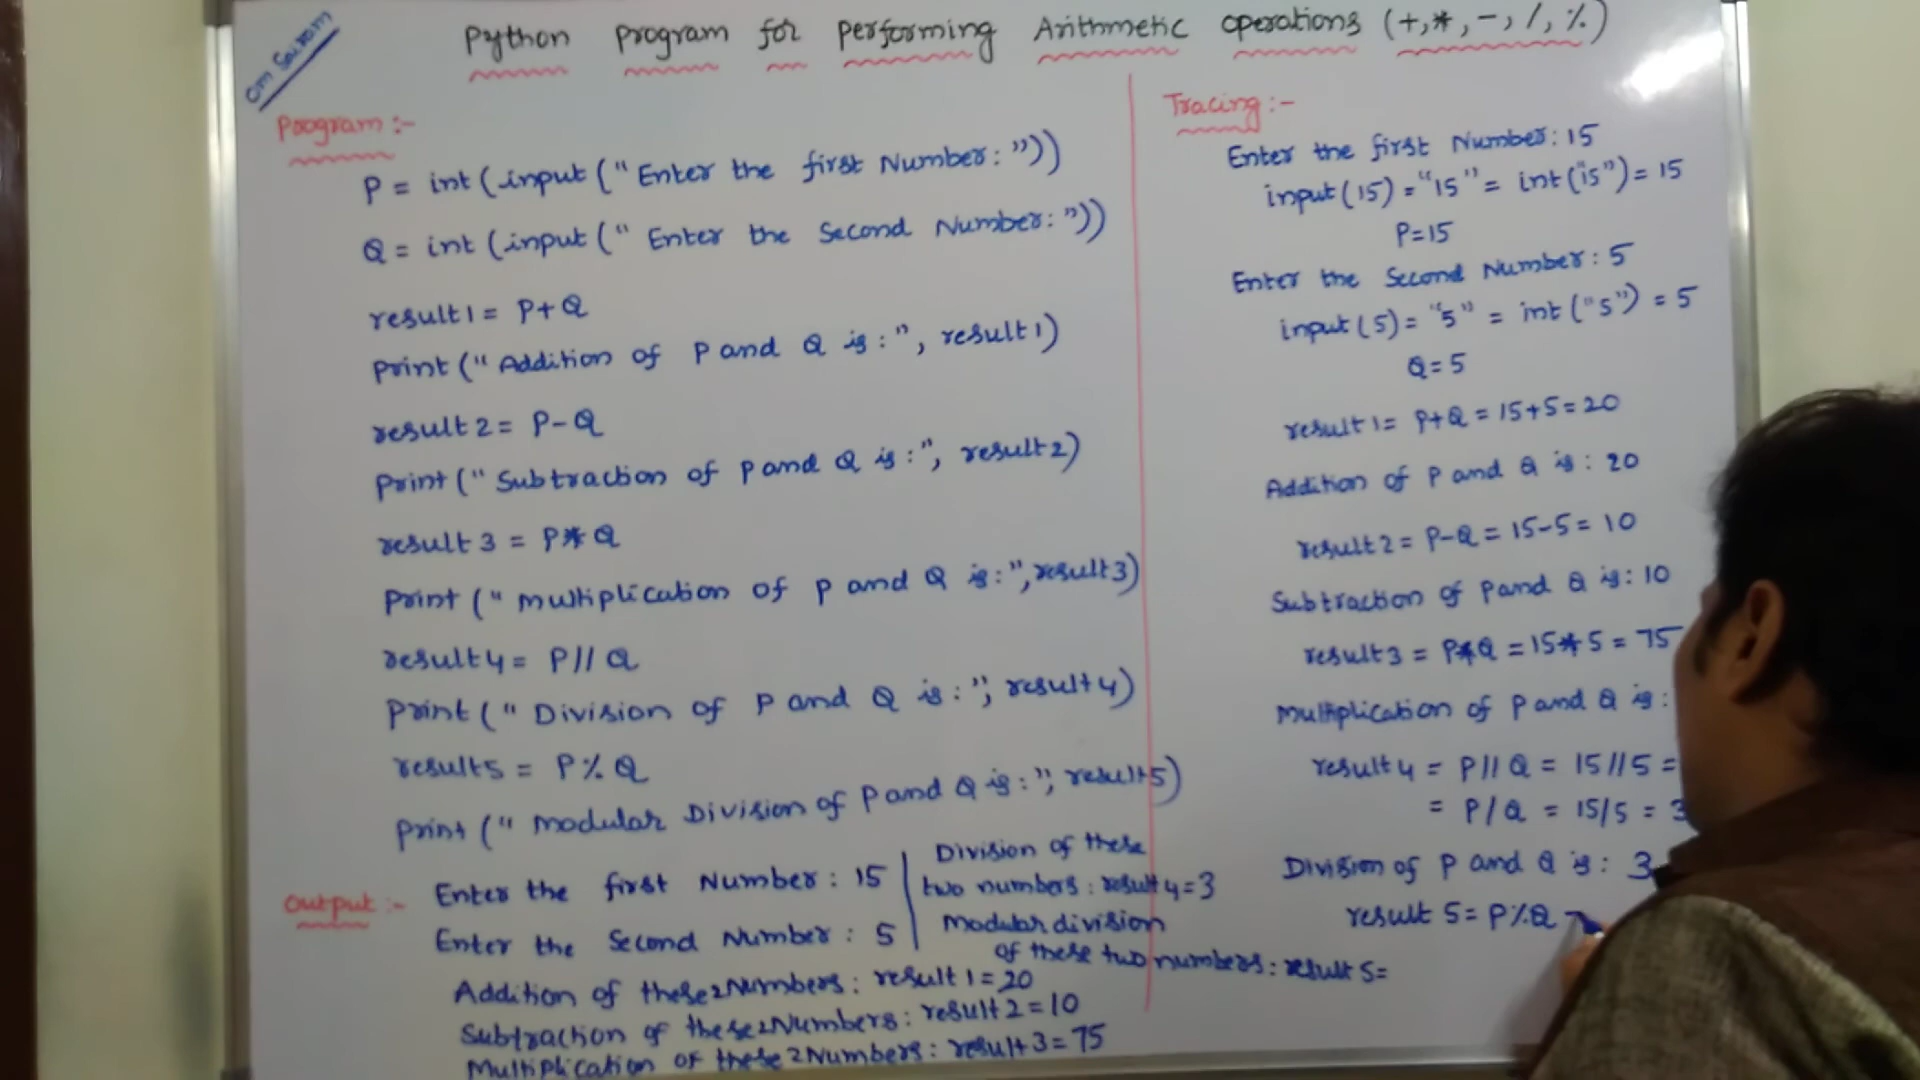 Om Sairam
Python program for performing Arithmetic operations (+,*,-,/,%)
Program:-
P = int(input("Enter the first Number:"))
Q = int(input("Enter the Second Number:"))
result1 = P+Q
Print("Addition of P and Q is:", result1)
result2 = P-Q
Print("Subtraction of P and Q is:", result2)
result3 = P*Q
Print("Multiplication of P and Q is:", result3)
result4 = P//Q
Print("Division of P and Q is:", result4)
result5 = P%Q
Print("Modular Division of P and Q is:", result5)
Output:-
Enter the first Number: 15
Enter the Second Number: 5
Addition of these2Numbers: result1=20
Subtraction of these2Numbers: result2=10
Multiplication of these 2Numbers: result3=75
Division of these
two numbers: result4=3
Modular division
of these two numbers: result5=
Tracing:-
Enter the first Number: 15
input(15) = "15" = int("15") = 15
P=15
Enter the Second Number: 5
input(5) = "5" = int("5") = 5
Q=5
result1 = P+Q = 15+5=20
Addition of P and Q is: 20
result2 = P-Q = 15-5= 10
Subtraction of P and Q is: 10
result3 = P*Q = 15*5 = 75
Multiplication of P and Q is:
result4 = P//Q = 15//5 =
= P/Q = 15/5 = 3
Division of P and Q is: 3
result 5 = P%Q